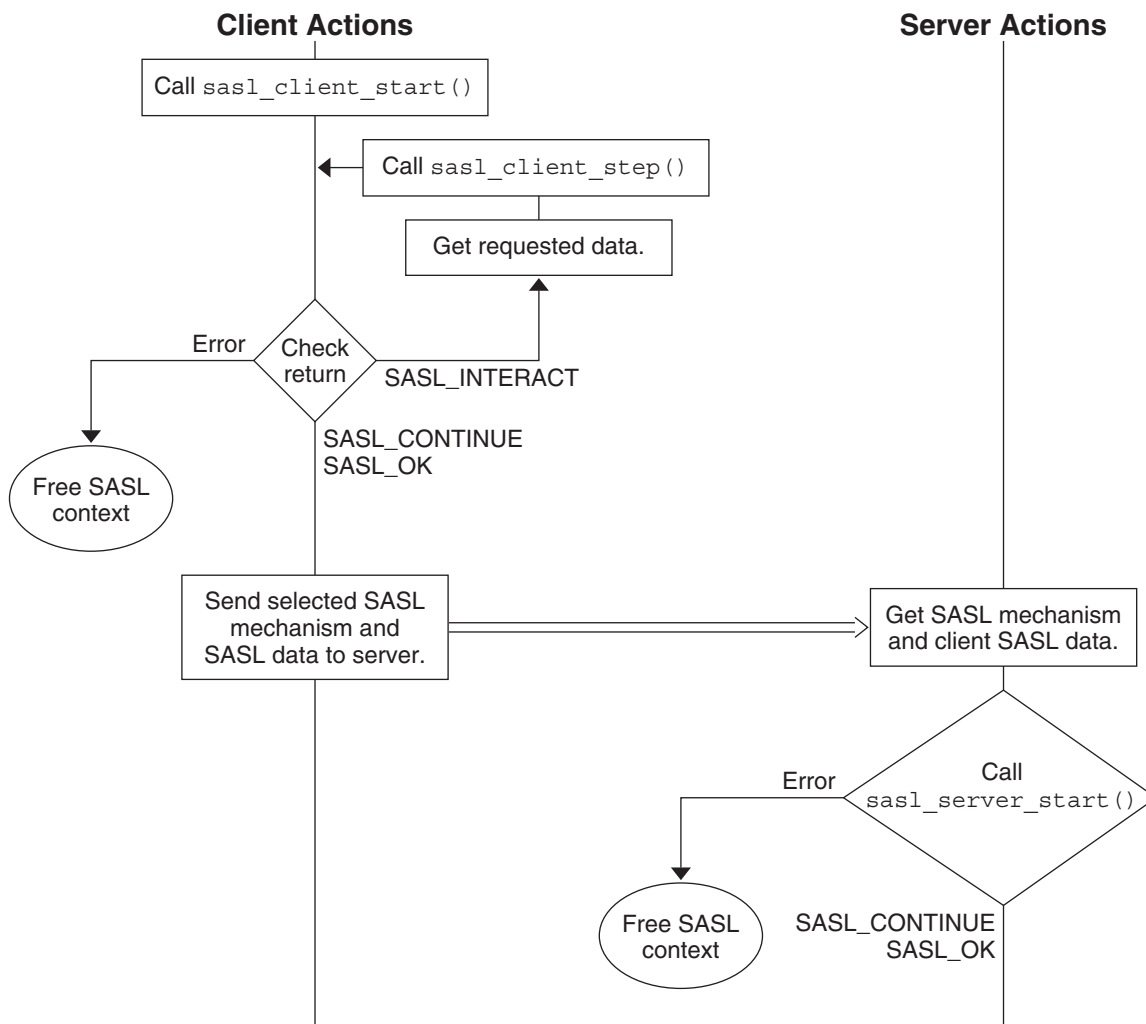 Client Actions
Server Actions
Call sasl_client_start()
Call sasl_client_step()
Get requested data.
Error
Check
return
SASL_INTERACT
SASL_CONTINUE
SASL_OK
Free SASL
context
Send selected SASL
mechanism and
SASL data to server.
Get SASL mechanism
and client SASL data.
Error
Call
sasl_server_start()
Free SASL
context
SASL_CONTINUE
SASL_OK